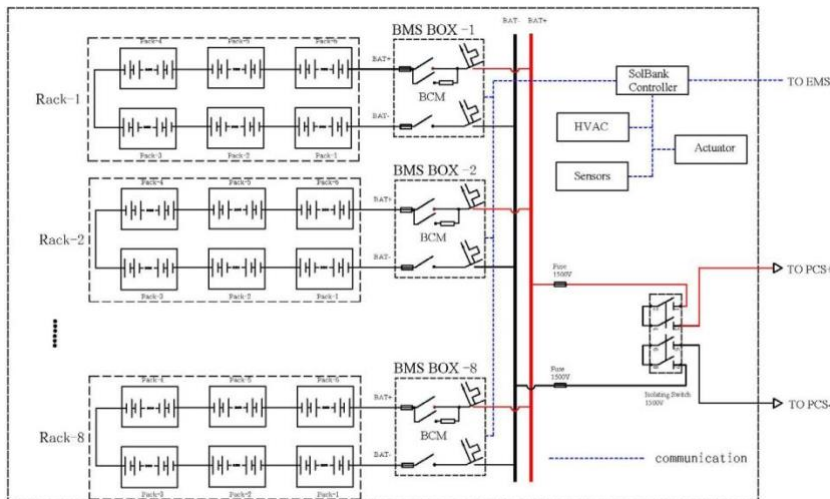 BAT- BAT+
BMS BOX -1
Pack-4 Pack-5 Pack-6
BAT+
Rack-1
BCM
BAT-
Pack-3 Pack-2 Pack-1
SolBank
Controller
TO EMS
HVAC
Actuator
Sensors
BMS BOX -2
Pack-4 Pack-5 Pack-6
BAT+
Rack-2
BCM
BAT-
Pack-3 Pack-2 Pack-1
Fuse
1500V
TO PCS+
Fuse
1500V
Isolating Switch
1500V
TO PCS-
BMS BOX -8
Pack-4 Pack-5 Pack-6
BAT+
Rack-8
BCM
BAT-
Pack-3 Pack-2 Pack-1
communication